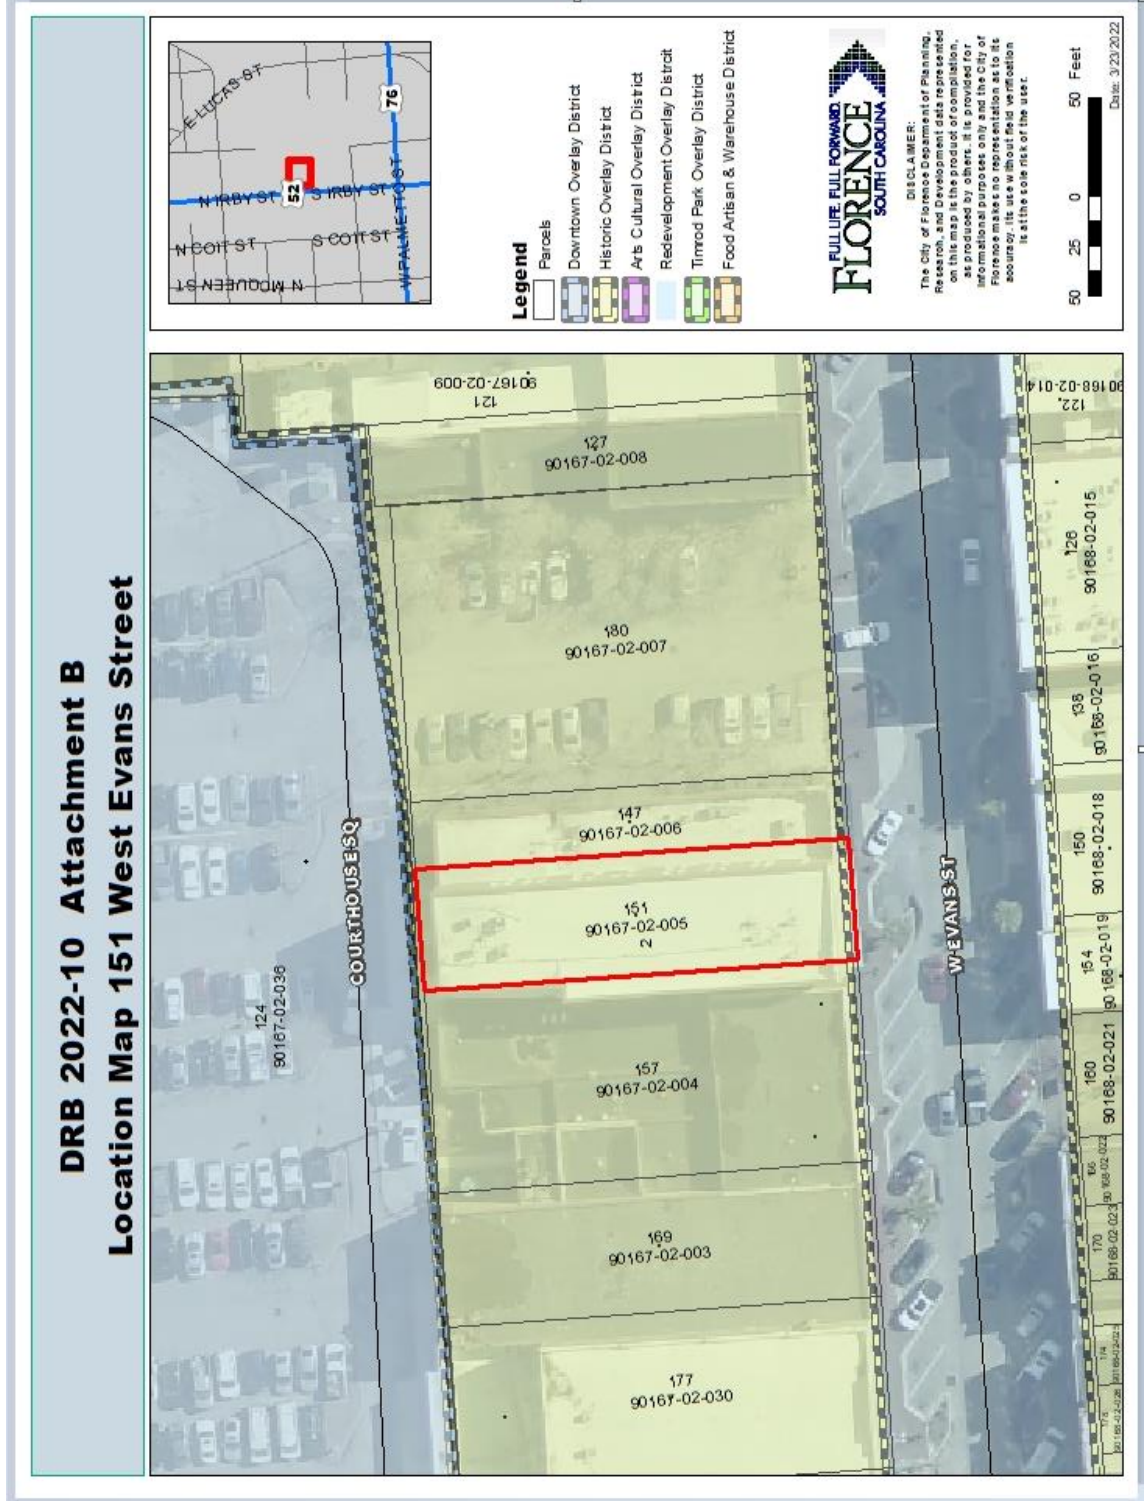 DRB 2022-10 Attachment B
Location Map 151 West Evans Street
COURTHOUSE SQ
124
90167-02-036
177
90167-02-030
169
90167-02-003
157
90167-02-004
151
90167-02-005
2
147
90167-02-006
180
90167-02-007
127
90167-02-008
121
90167-02-009
W EVANS ST
170
90168-02-023
166
90168-02-022
160
90168-02-021
154
90168-02-019
150
90168-02-018
138
90168-02-016
126
90168-02-015
122
90168-02-014
N MCQUEEN ST
N COIT ST
S COIT ST
N IRBY ST
52
S IRBY ST
E LUCAS ST
W PALMETTO ST
76
Legend
Parcels
Downtown Overlay District
Historic Overlay District
Arts Cultural Overlay District
Redevelopment Overlay Distroit
Timrod Park Overlay District
Food Artisan & Warehouse District
FULL LIFE. FULL FORWARD.
FLORENCE
SOUTH CAROLINA
DISCLAIMER:
The City of Florence Deparment of Planning,
Research, and Development data represented
on this map is the product of compilation,
as produced by others. It is provided for
informational purposes only and the City of
Florence makes no representation as to its
accuracy. Its use without field verification
is at the sole risk of the user.
50 25 0 50 Feet
Date: 3/23/2022